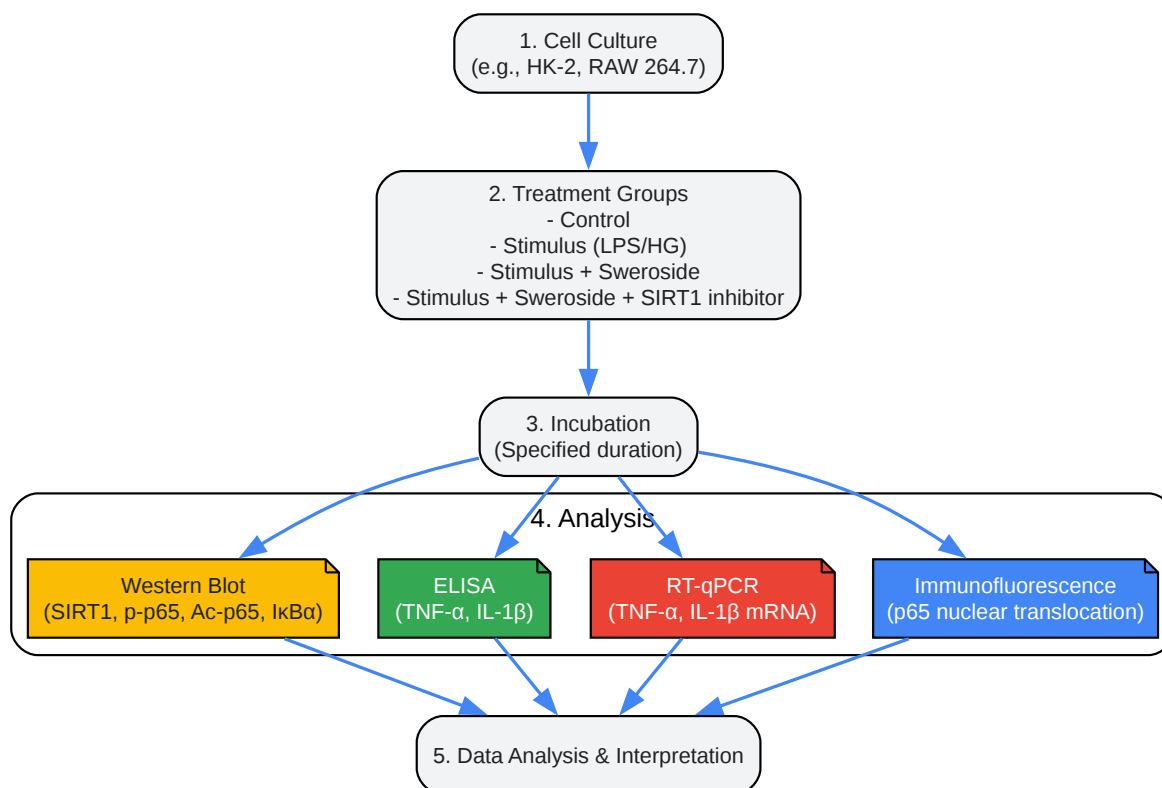 1. Cell Culture
(e.g., HK-2, RAW 264.7)
2. Treatment Groups
- Control
- Stimulus (LPS/HG)
- Stimulus + Sweroside
- Stimulus + Sweroside + SIRT1 inhibitor
3. Incubation
(Specified duration)
4. Analysis
Western Blot
(SIRT1, p-p65, Ac-p65, IκBα)
ELISA
(TNF-α, IL-1β)
RT-qPCR
(TNF-α, IL-1β mRNA)
Immunofluorescence
(p65 nuclear translocation)
5. Data Analysis & Interpretation